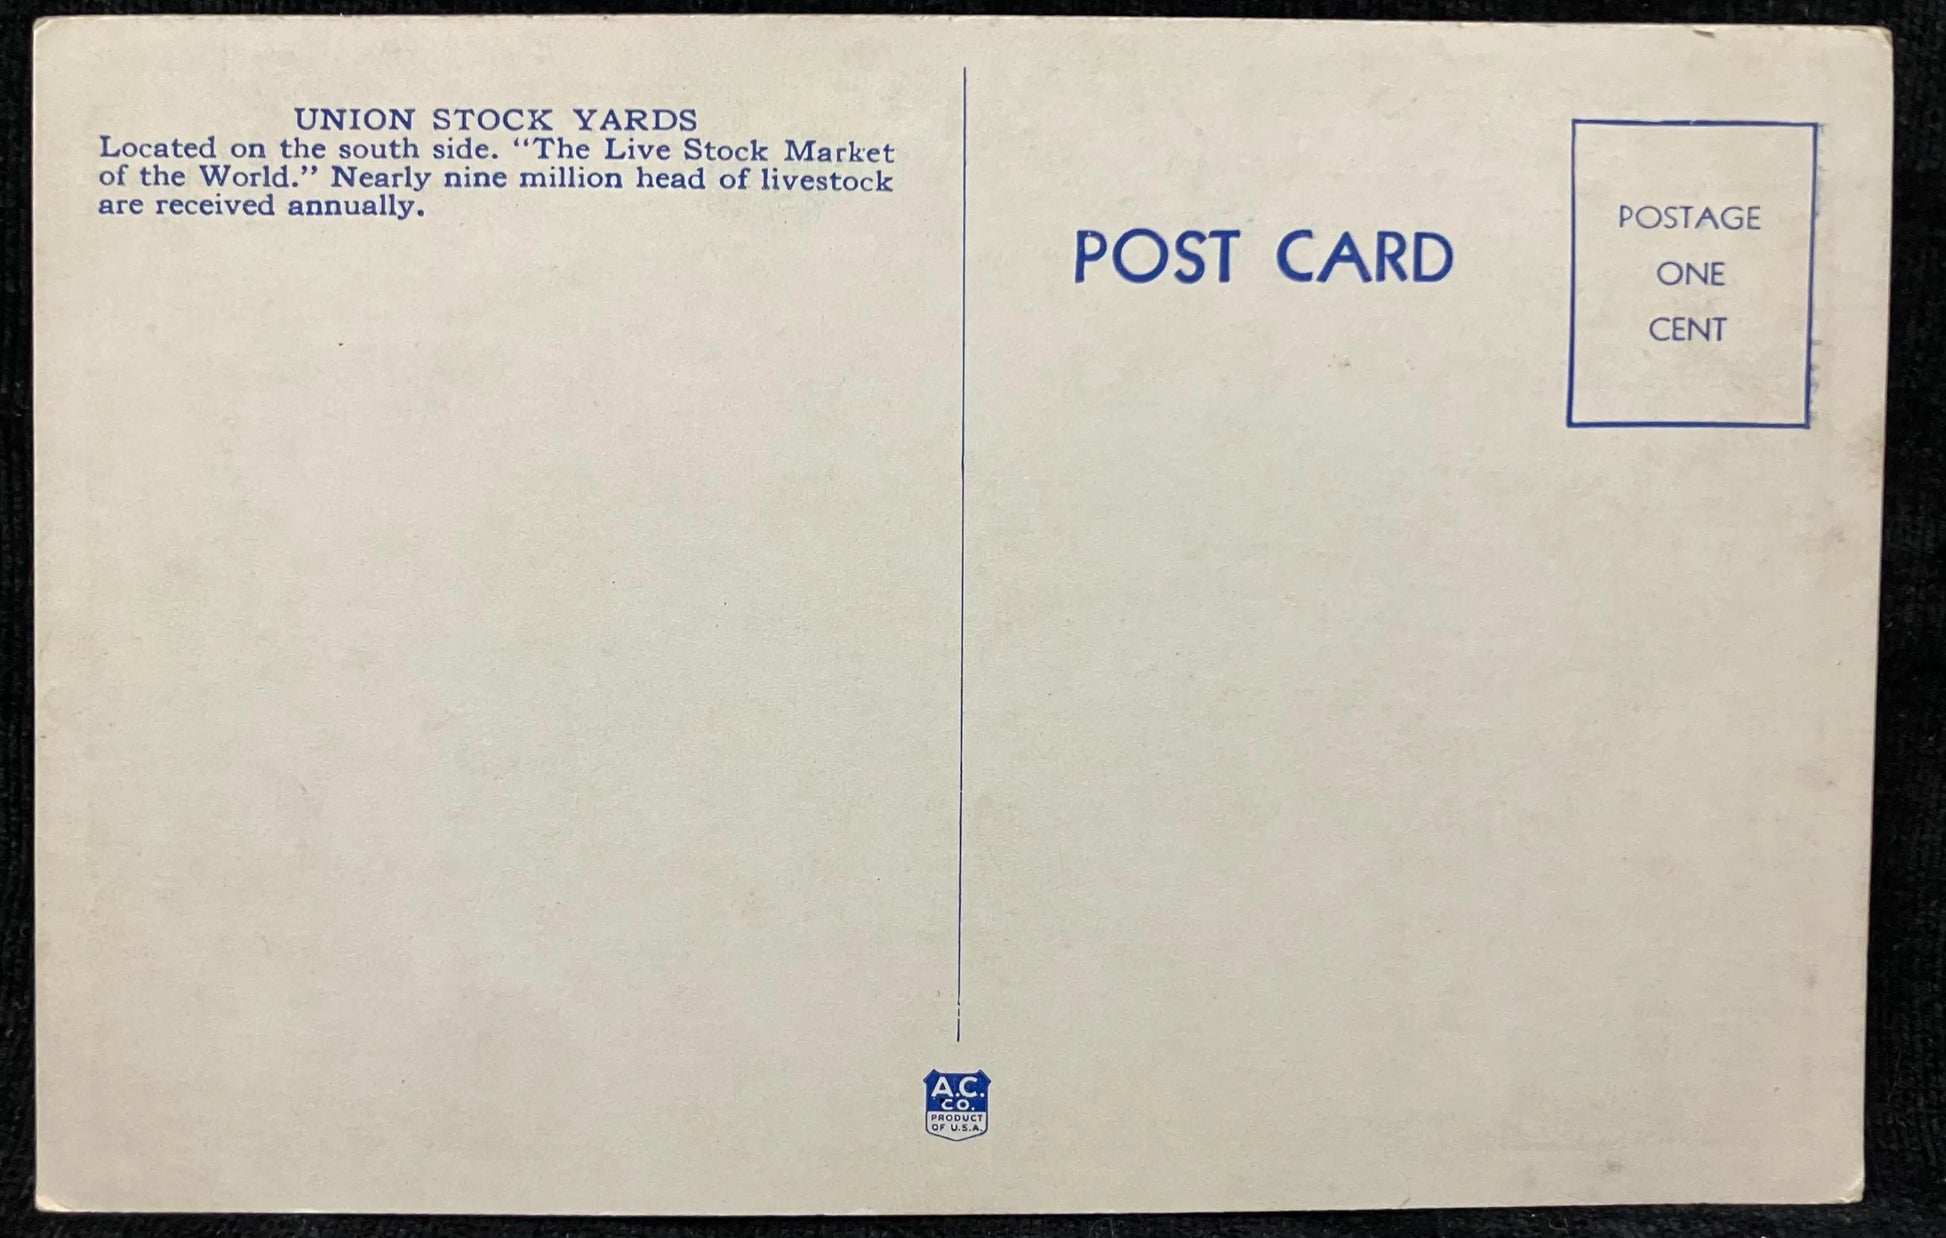 UNION STOCK YARDS
Located on the south side. “The Live Stock Market
of the World.” Nearly nine million head of livestock
are received annually.
POST CARD
POSTAGE
ONE
CENT
A.C.
CO.
PRODUCT
OF U.S.A.